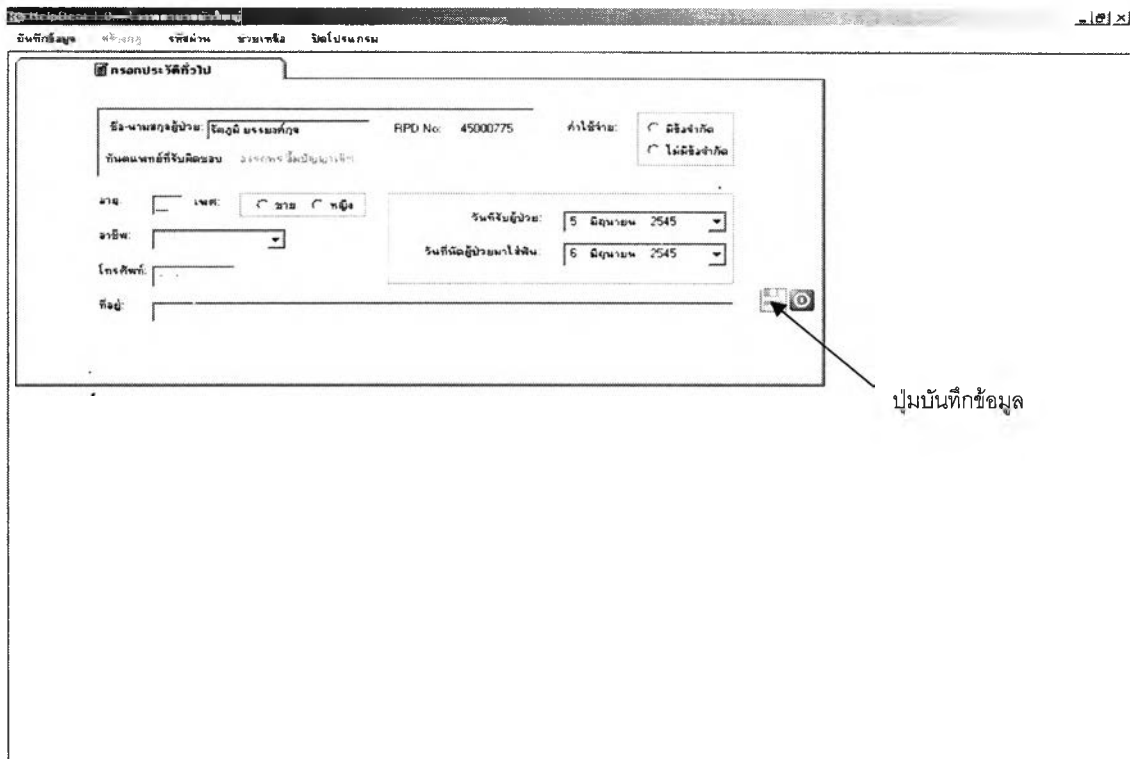 บันทึกข้อมูล รหัสผ่าน ช่วยเหลือ ปิดโปรแกรม
กรอกประวัติทั่วไป
ชื่อ-นามสกุลผู้ป่วย: RPD No: 45000775 ค่าใช้จ่าย: มีข้อจำกัด
ไม่มีข้อจำกัด
ทันตแพทย์ที่รับผิดชอบ
อายุ: เพศ: ชาย หญิง
วันที่รับผู้ป่วย: 5 มิถุนายน 2545
อาชีพ:
วันที่นัดผู้ป่วยมาใส่ฟัน: 6 มิถุนายน 2545
โทรศัพท์:
ที่อยู่:
ปุ่มบันทึกข้อมูล